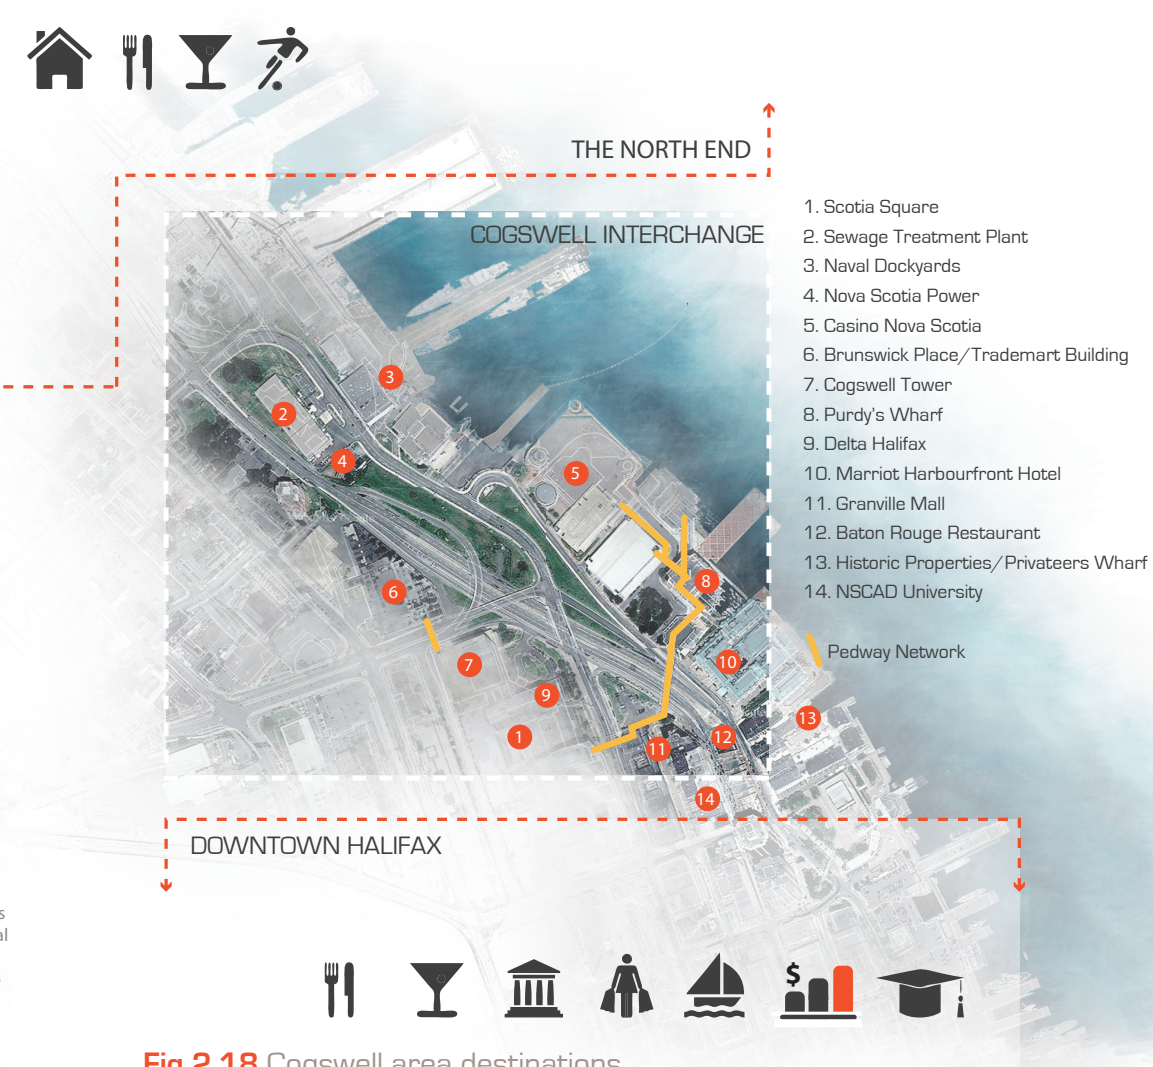 THE NORTH END
COGSWELL INTERCHANGE
1. Scotia Square
2. Sewage Treatment Plant
3. Naval Dockyards
4. Nova Scotia Power
5. Casino Nova Scotia
6. Brunswick Place/Trademart Building
7. Cogswell Tower
8. Purdy's Wharf
9. Delta Halifax
10. Marriot Harbourfront Hotel
11. Granville Mall
12. Baton Rouge Restaurant
13. Historic Properties/Privateers Wharf
14. NSCAD University
Pedway Network
3
2
4
5
8
6
10
7
9
13
1
12
11
14
DOWNTOWN HALIFAX
s
al
$
Fig 2.18 Cogswell area destinations